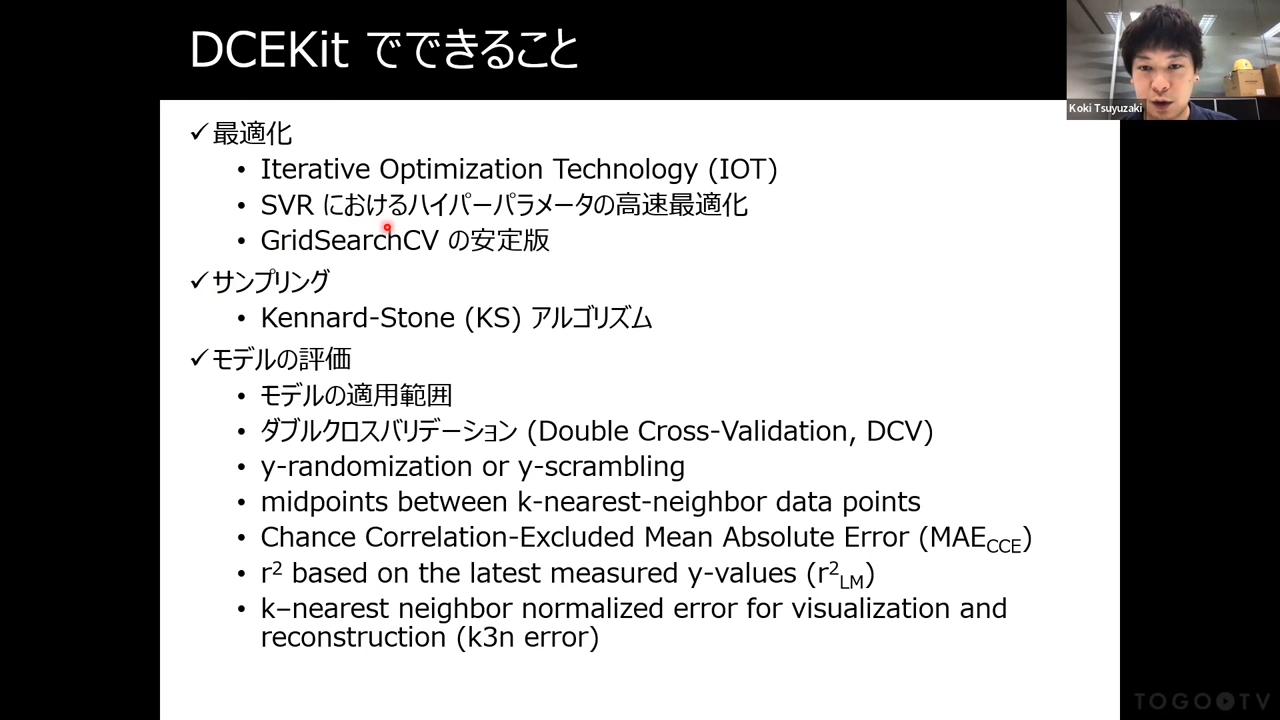 DCEKit でできること
Koki Tsuyuzaki
✓最適化
• Iterative Optimization Technology (IOT)
• SVR におけるハイパーパラメータの高速最適化
• GridSearchCV の安定版
✓サンプリング
• Kennard-Stone (KS) アルゴリズム
✓モデルの評価
• モデルの適用範囲
• ダブルクロスバリデーション (Double Cross-Validation, DCV)
• y-randomization or y-scrambling
• midpoints between k-nearest-neighbor data points
• Chance Correlation-Excluded Mean Absolute Error (MAE_CCE)
• r² based on the latest measured y-values (r²_LM)
• k–nearest neighbor normalized error for visualization and
reconstruction (k3n error)
TOGOTV